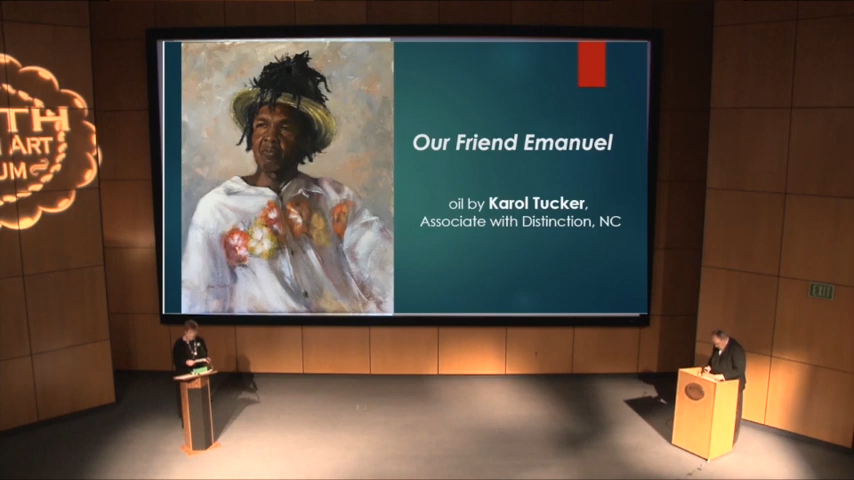 TH
ART
UM
Our Friend Emanuel
oil by Karol Tucker,
Associate with Distinction, NC
EXIT